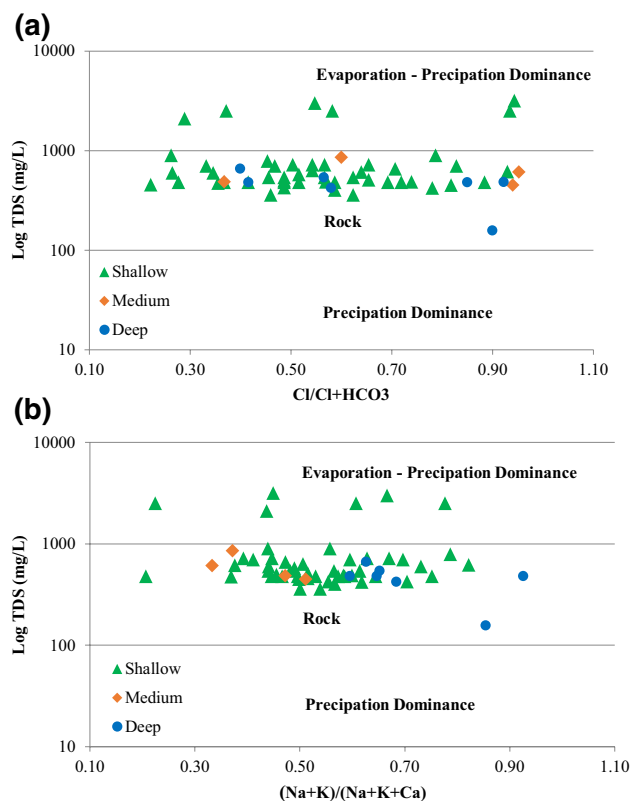 (a)
10000
Evaporation - Precipation Dominance
1000
Log TDS (mg/L)
Rock
100
Shallow
Medium
Precipation Dominance
Deep
10
0.10 0.30 0.50 0.70 0.90 1.10
Cl/Cl+HCO3
(b)
10000
Evaporation - Precipation Dominance
1000
Log TDS (mg/L)
Rock
100
Shallow
Medium
Precipation Dominance
Deep
10
0.10 0.30 0.50 0.70 0.90 1.10
(Na+K)/(Na+K+Ca)